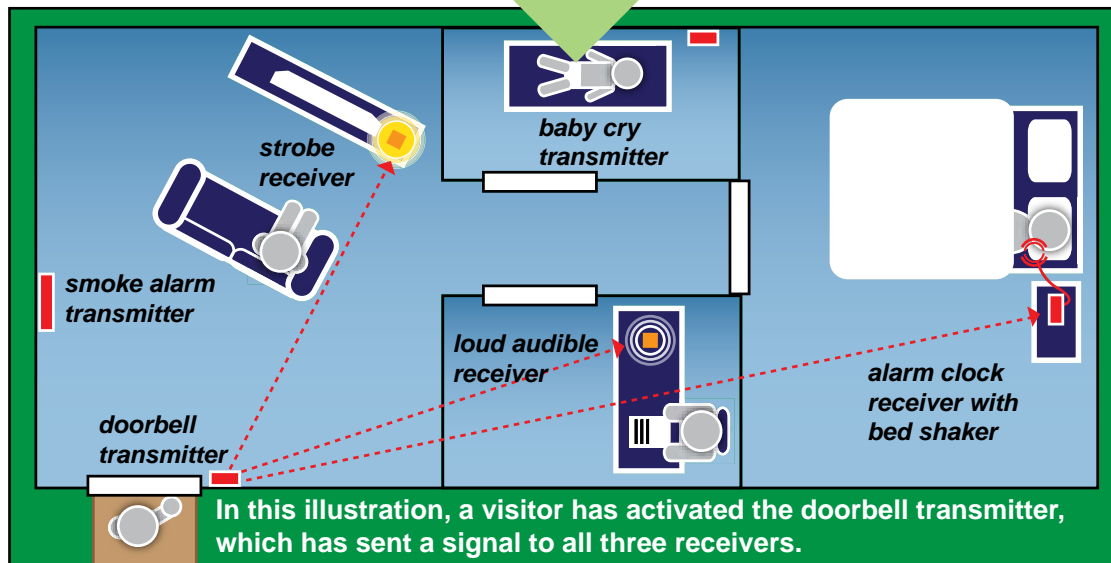 baby cry
transmitter
strobe
receiver
smoke alarm
transmitter
loud audible
receiver
alarm clock
receiver with
bed shaker
doorbell
transmitter
In this illustration, a visitor has activated the doorbell transmitter,
which has sent a signal to all three receivers.